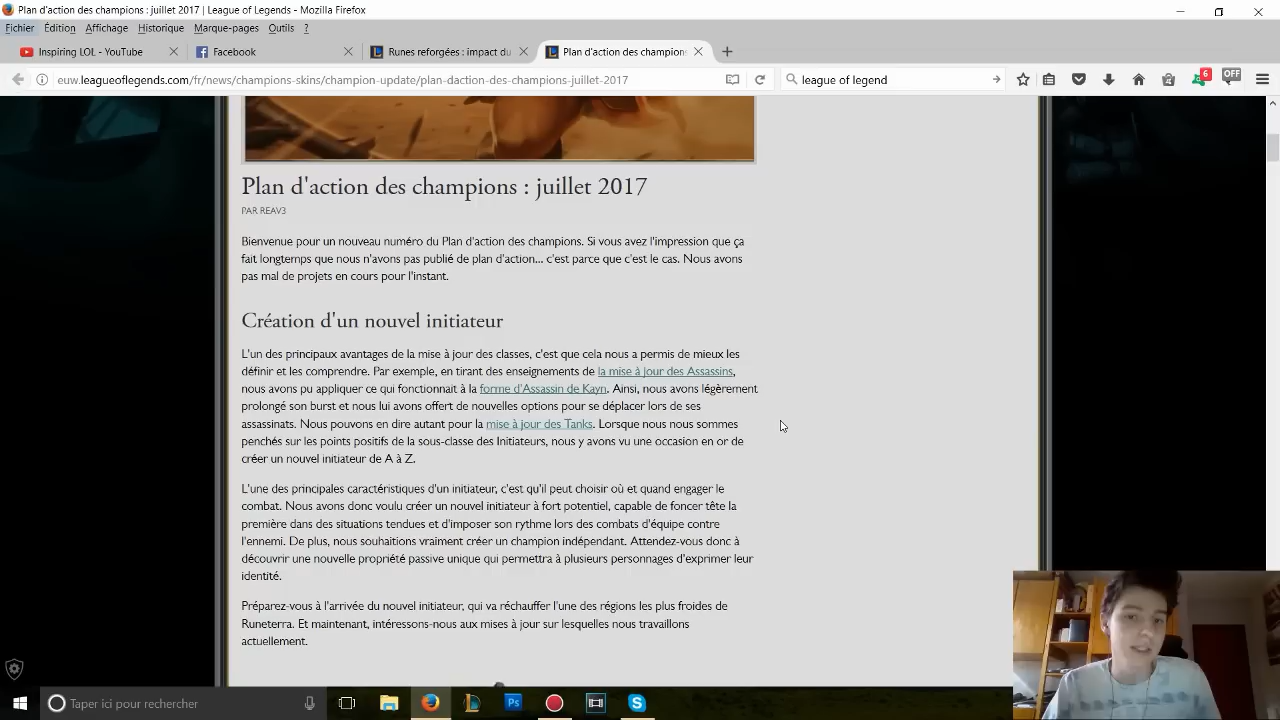 Plan d'action des champions : juillet 2017 | League of Legends - Mozilla Firefox
Fichier Édition Affichage Historique Marque-pages Outils ?
Inspiring LOL - YouTube Facebook Runes reforgées : impact du Plan d'action des champions
euw.leagueoflegends.com/fr/news/champions-skins/champion-update/plan-daction-des-champions-juillet-2017 league of legend 6 OFF
Plan d'action des champions : juillet 2017
PAR REAV3
Bienvenue pour un nouveau numéro du Plan d'action des champions. Si vous avez l'impression que ça
fait longtemps que nous n'avons pas publié de plan d'action... c'est parce que c'est le cas. Nous avons
pas mal de projets en cours pour l'instant.
Création d'un nouvel initiateur
L'un des principaux avantages de la mise à jour des classes, c'est que cela nous a permis de mieux les
définir et les comprendre. Par exemple, en tirant des enseignements de la mise à jour des Assassins,
nous avons pu appliquer ce qui fonctionnait à la forme d'Assassin de Kayn. Ainsi, nous avons légèrement
prolongé son burst et nous lui avons offert de nouvelles options pour se déplacer lors de ses
assassinats. Nous pouvons en dire autant pour la mise à jour des Tanks. Lorsque nous nous sommes
penchés sur les points positifs de la sous-classe des Initiateurs, nous y avons vu une occasion en or de
créer un nouvel initiateur de A à Z.
L'une des principales caractéristiques d'un initiateur, c'est qu'il peut choisir où et quand engager le
combat. Nous avons donc voulu créer un nouvel initiateur à fort potentiel, capable de foncer tête la
première dans des situations tendues et d'imposer son rythme lors des combats d'équipe contre
l'ennemi. De plus, nous souhaitions vraiment créer un champion indépendant. Attendez-vous donc à
découvrir une nouvelle propriété passive unique qui permettra à plusieurs personnages d'exprimer leur
identité.
Préparez-vous à l'arrivée du nouvel initiateur, qui va réchauffer l'une des régions les plus froides de
Runeterra. Et maintenant, intéressons-nous aux mises à jour sur lesquelles nous travaillons
actuellement.
Taper ici pour rechercher